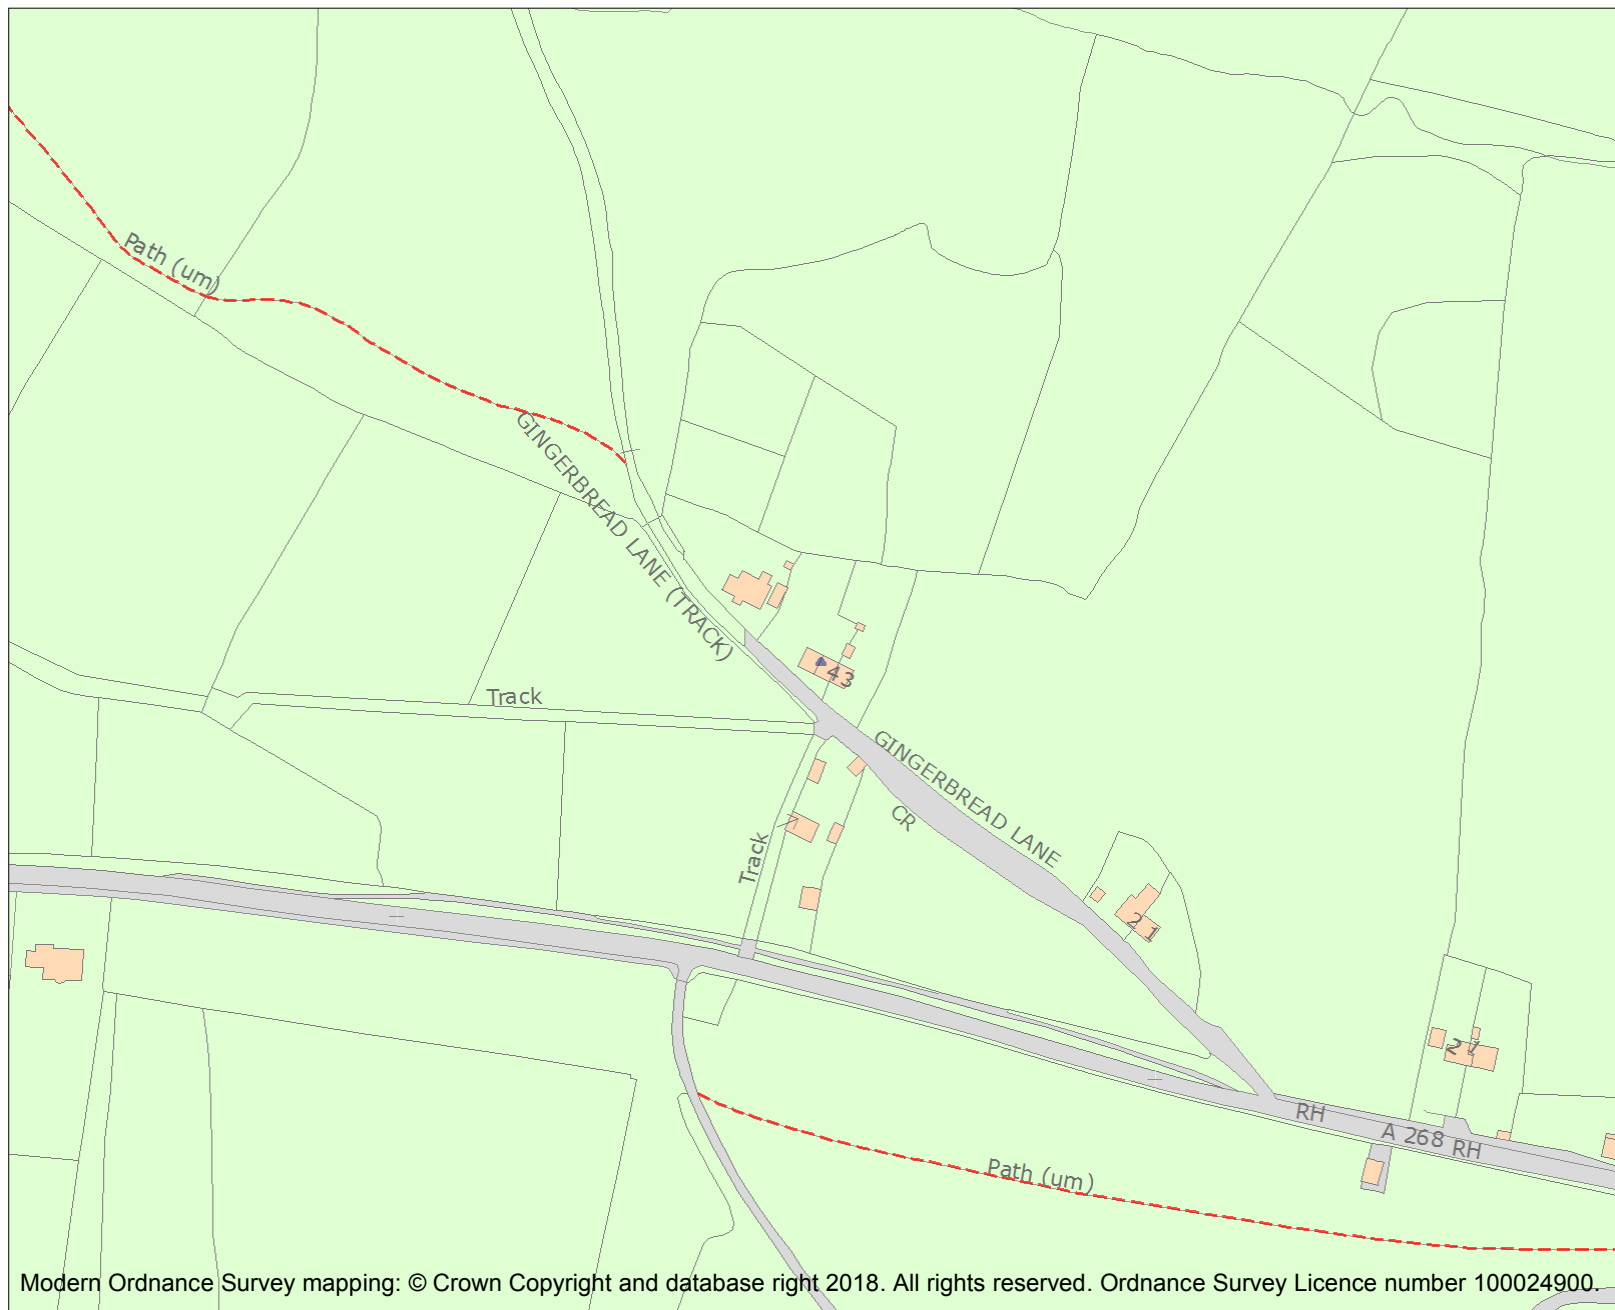 Path (um)
GINGERBREAD LANE (TRACK)
43
Track
GINGERBREAD LANE
CR
Track
21
27
RH
A 268 RH
Path (um)
Modern Ordnance Survey mapping: © Crown Copyright and database right 2018. All rights reserved. Ordnance Survey Licence number 100024900.